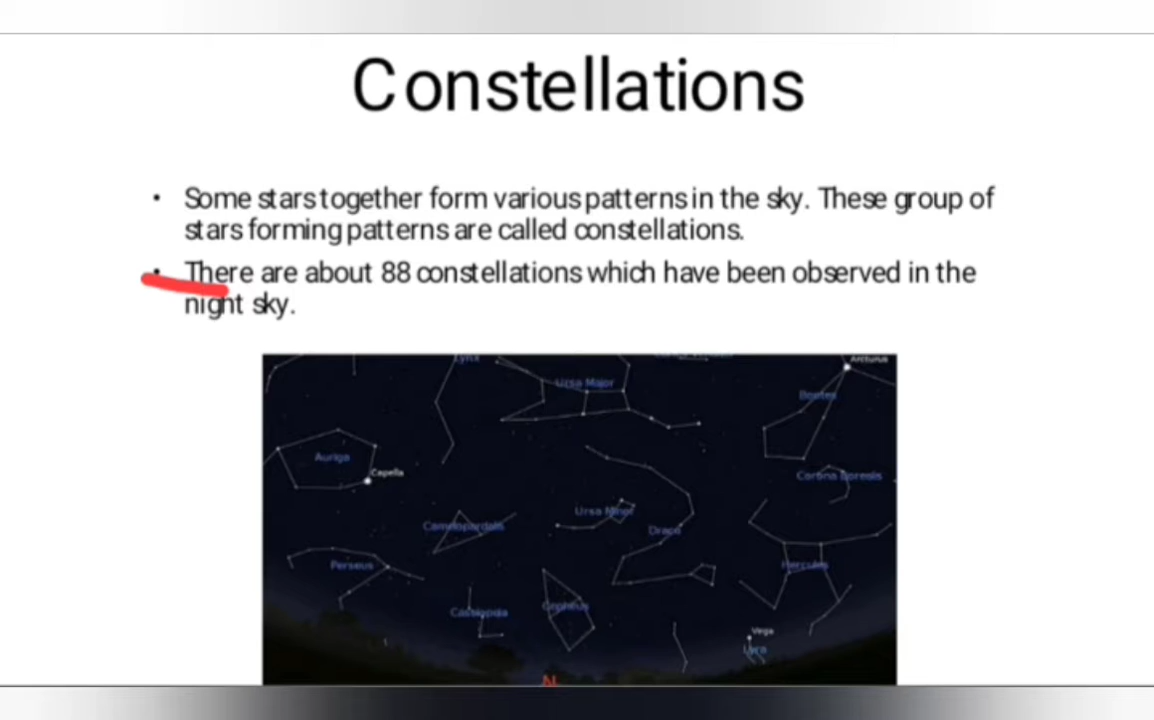 Constellations
• Some stars together form various patterns in the sky. These group of
stars forming patterns are called constellations.
• There are about 88 constellations which have been observed in the
night sky.
Lynx
Arcturus
Ursa Major
Bootes
Auriga
Capella
Corona Borealis
Ursa Minor
Camelopardalis
Draco
Perseus
Hercules
Cassiopeia
Cepheus
Vega
Lyra
N